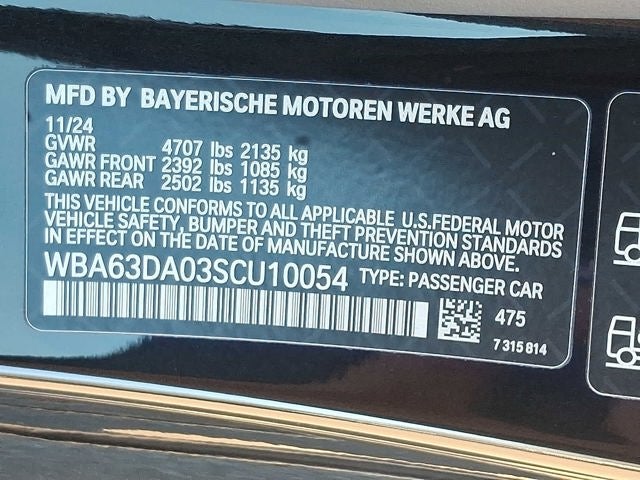 MFD BY BAYERISCHE MOTOREN WERKE AG
11/24
GVWR 4707 lbs 2135 kg
GAWR FRONT 2392 lbs 1085 kg
GAWR REAR 2502 lbs 1135 kg
THIS VEHICLE CONFORMS TO ALL APPLICABLE U.S.FEDERAL MOTOR
VEHICLE SAFETY, BUMPER AND THEFT PREVENTION STANDARDS
IN EFFECT ON THE DATE OF MANUFACTURE SHOWN ABOVE.
WBA63DA03SCU10054 TYPE: PASSENGER CAR
475
7 315 814